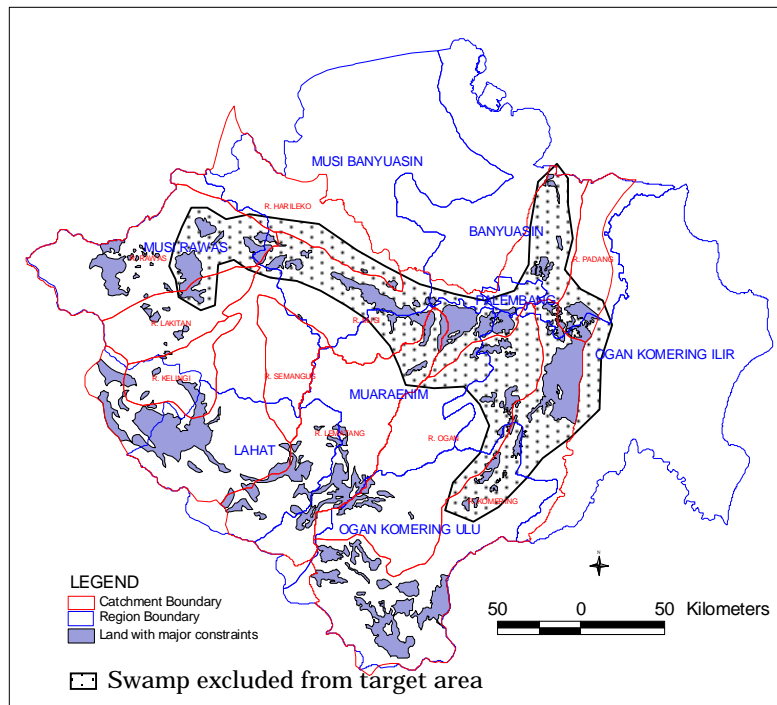 MUSI BANYUASIN
R. HARILEKO
BANYUASIN
MUSI RAWAS
R. PADANG
PALEMBANG
R. LAKITAN
OGAN KOMERING ILIR
R. KELINGI
R. SEMANGUS
MUARAENIM
R. LEMATANG
R. OGAN
LAHAT
R. KOMERING
OGAN KOMERING ULU
N
LEGEND
Catchment Boundary
Region Boundary
Land with major constraints
50 0 50 Kilometers
Swamp excluded from target area